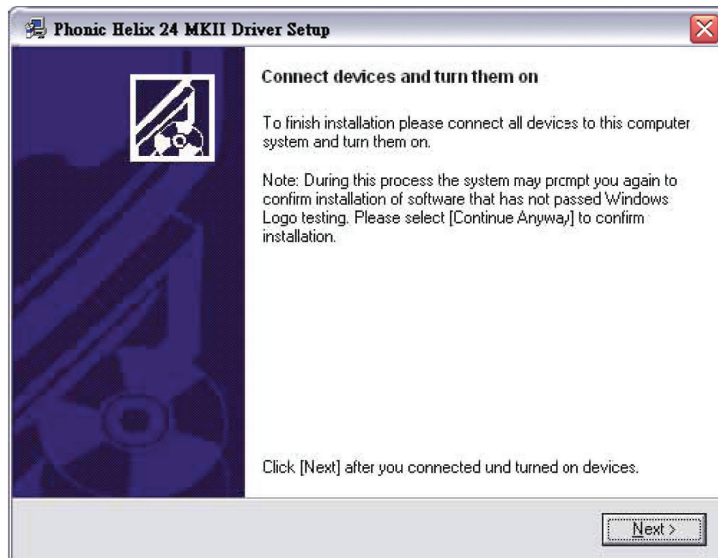 Phonic Helix 24 MKII Driver Setup
Connect devices and turn them on
To finish installation please connect all devices to this computer
system and turn them on.
Note: During this process the system may prompt you again to
confirm installation of software that has not passed Windows
Logo testing. Please select [Continue Anyway] to confirm
installation.
Click [Next] after you connected und turned on devices.
Next >